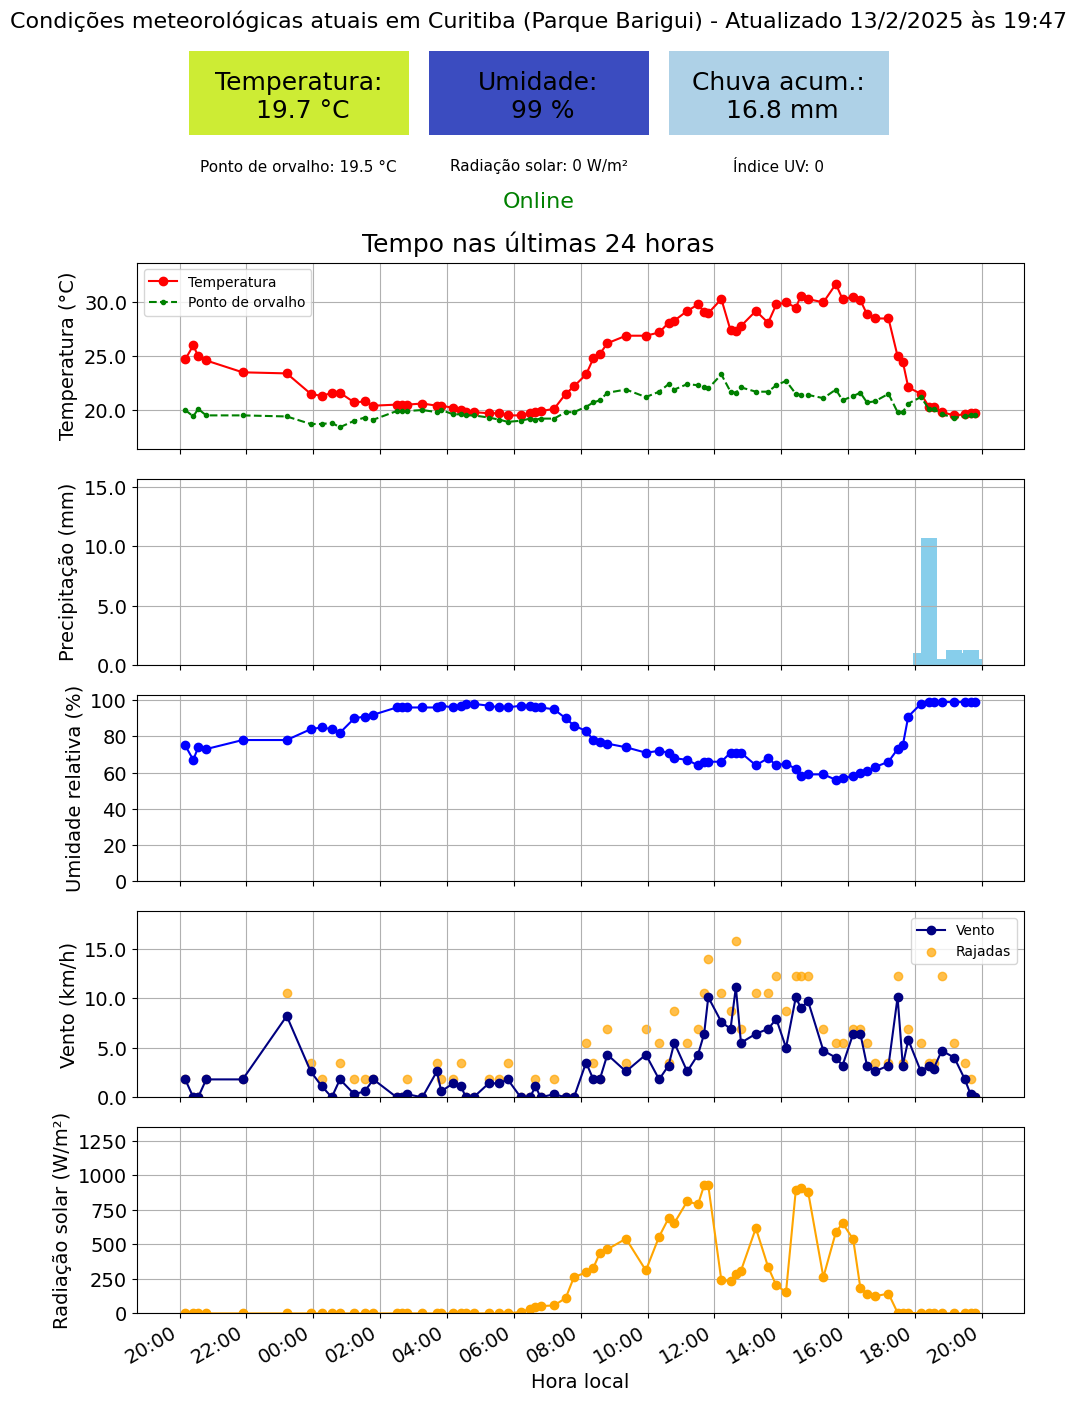 Condições meteorológicas atuais em Curitiba (Parque Barigui) - Atualizado 13/2/2025 às 19:47
Temperatura:
19.7 °C
Umidade:
99 %
Chuva acum.:
16.8 mm
Ponto de orvalho: 19.5 °C
Radiação solar: 0 W/m²
Índice UV: 0
Online
Tempo nas últimas 24 horas
Temperatura (°C)
30.0
25.0
20.0
Temperatura
Ponto de orvalho
Precipitação (mm)
15.0
10.0
5.0
0.0
Umidade relativa (%)
100
80
60
40
20
0
Vento (km/h)
15.0
10.0
5.0
0.0
Vento
Rajadas
Radiação solar (W/m²)
1250
1000
750
500
250
0
20:00
22:00
00:00
02:00
04:00
06:00
08:00
10:00
12:00
14:00
16:00
18:00
20:00
Hora local